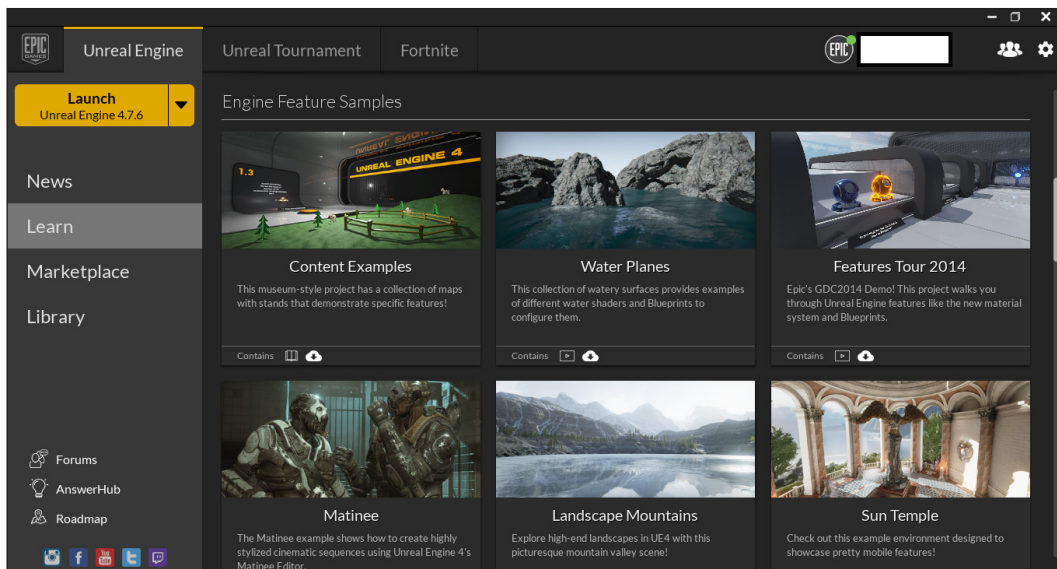 EPIC
GAMES
Unreal Engine
Unreal Tournament
Fortnite
EPIC
Launch
Unreal Engine 4.7.6
News
Learn
Marketplace
Library
Forums
AnswerHub
Roadmap
You
Tube
Engine Feature Samples
1.3
UNREAL ENGINE 4
Content Examples
This museum-style project has a collection of maps
with stands that demonstrate specific features!
Contains
Water Planes
This collection of watery surfaces provides examples
of different water shaders and Blueprints to
configure them.
Contains
Features Tour 2014
Epic's GDC2014 Demo! This project walks you
through Unreal Engine features like the new material
system and Blueprints.
Contains
Matinee
The Matinee example shows how to create highly
stylized cinematic sequences using Unreal Engine 4's
Matinee Editor.
Landscape Mountains
Explore high-end landscapes in UE4 with this
picturesque mountain valley scene!
Sun Temple
Check out this example environment designed to
showcase pretty mobile features!